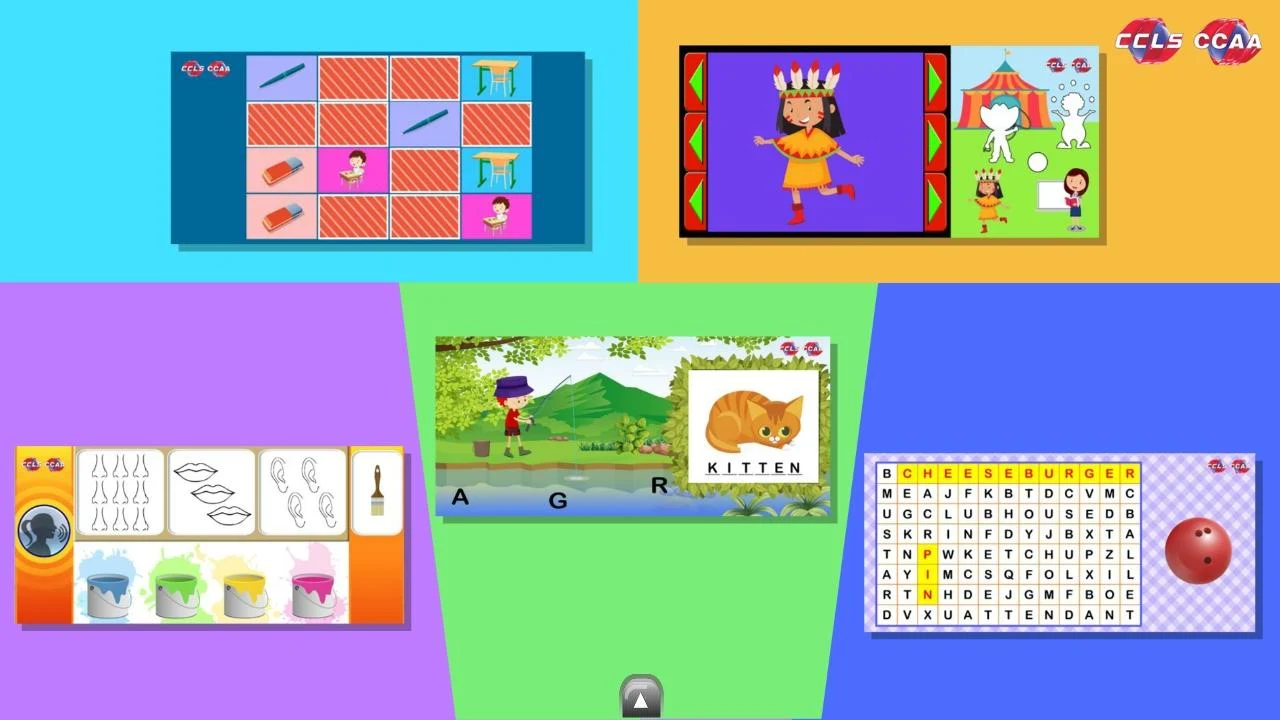 CCLS CCAA
CCLS CCAA
CCLS CCAA
CCLS CCAA
KITTEN
A G R
CCLS CCAA
CCLS CCAA
B C H E E S E B U R G E R
M E A J F K B T D C V M C
U G C L U B H O U S E D B
S K R I N F D Y J B X T A
T N P W K E T C H U P Z L
A Y I M C S Q F O L X I L
R T N H D E J G M F B O E
D V X U A T T E N D A N T